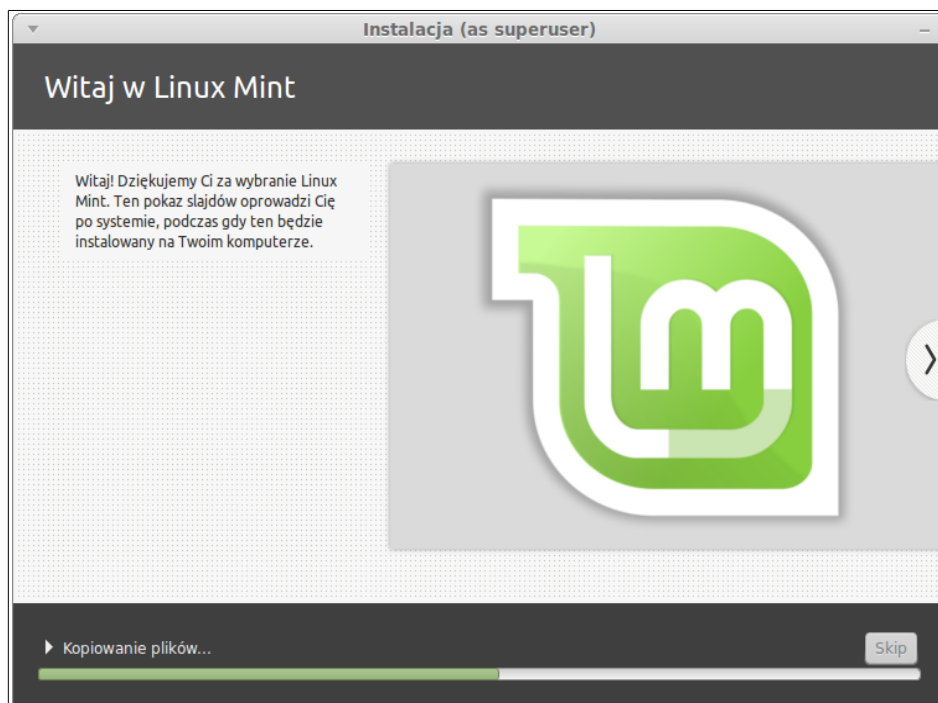 Instalacja (as superuser)
Witaj w Linux Mint
Witaj! Dziękujemy Ci za wybranie Linux
Mint. Ten pokaz slajdów oprowadzi Cię
po systemie, podczas gdy ten będzie
instalowany na Twoim komputerze.
Kopiowanie plików...
Skip